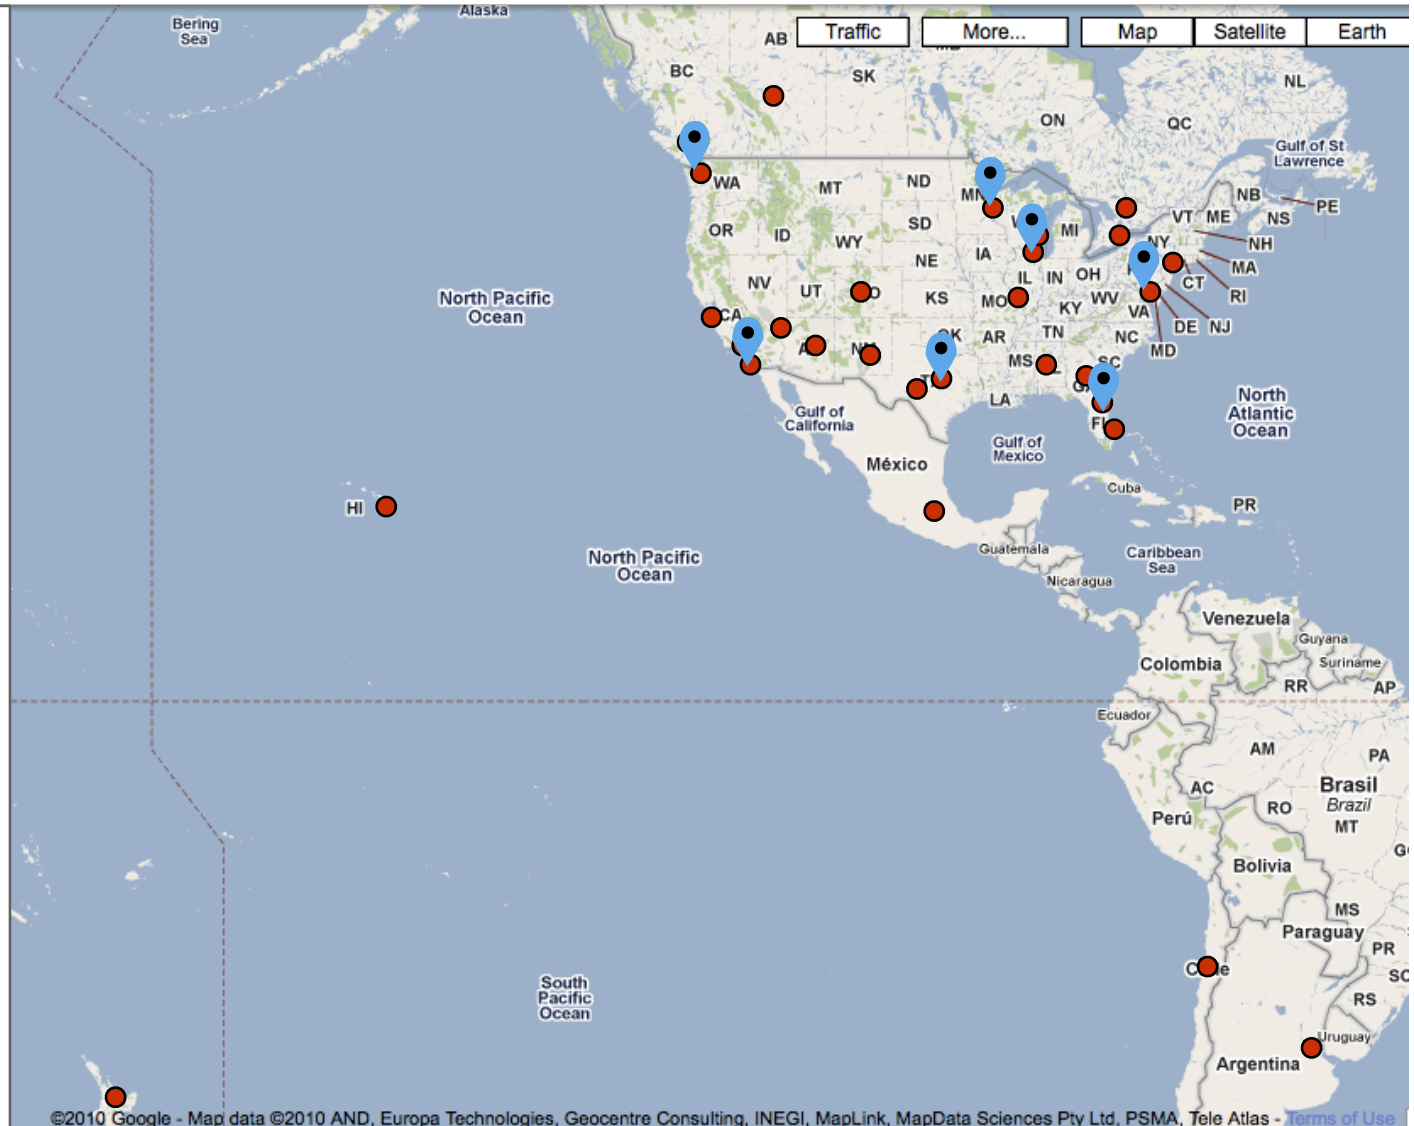 Alaska
Bering
Sea
AB
Traffic
More...
Map
Satellite
Earth
BC
SK
NL
ON
QC
Gulf of St
Lawrence
WA
MT
ND
MN
NB
PE
VT
ME
NS
OR
ID
SD
MI
WY
NY
NH
IA
NE
OH
MA
NV
UT
IL
IN
CT
RI
North Pacific
Ocean
KS
MO
WV
KY
VA
CA
DE
NJ
TN
NC
AR
OK
MD
MS
SC
LA
GA
North
Atlantic
Ocean
Gulf of
California
FL
Gulf of
Mexico
México
Cuba
HI
PR
Guatemala
Caribbean
Sea
North Pacific
Ocean
Nicaragua
Venezuela
Guyana
Colombia
Suriname
RR
AP
Ecuador
AM
PA
AC
Brasil
Brazil
RO
Perú
MT
Bolivia
MS
Paraguay
PR
Chile
South
Pacific
Ocean
RS
Uruguay
Argentina
©2010 Google - Map data ©2010 AND, Europa Technologies, Geocentre Consulting, INEGI, MapLink, MapData Sciences Pty Ltd, PSMA, Tele Atlas - Terms of Use